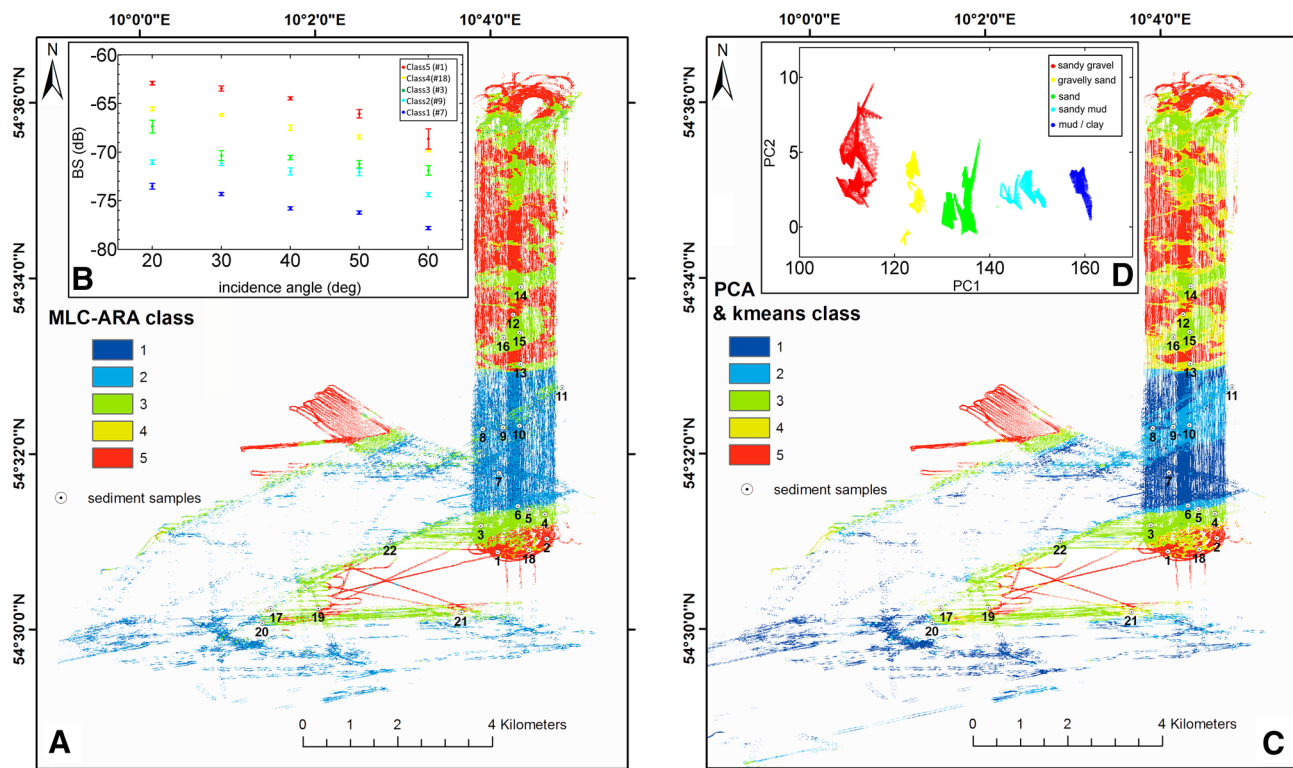 10°0'0"N
10°2'0"N
10°4'0"N
54°36'0"N
54°34'0"N
54°32'0"N
54°30'0"N
N
-60
-65
-70
-75
-80
BS (dB)
20
30
40
50
60
incidence angle (deg)
Class5 (#1)
Class4(#18)
Class3 (#3)
Class2(#9)
Class1 (#7)
B
MLC-ARA class
1
2
3
4
5
sediment samples
14
12
15
16
13
11
8
9
10
7
6
5
4
3
2
1
18
22
17
19
20
21
0
1
2
4 Kilometers
A
10°0'0"N
10°2'0"N
10°4'0"N
54°36'0"N
54°34'0"N
54°32'0"N
54°30'0"N
N
10
5
0
PC2
100
120
140
160
PC1
sandy gravel
gravelly sand
sand
sandy mud
mud / clay
D
PCA
& kmeans class
1
2
3
4
5
sediment samples
14
12
15
16
13
11
8
9
10
7
6
5
4
3
2
1
18
22
17
19
20
21
0
1
2
4 Kilometers
C